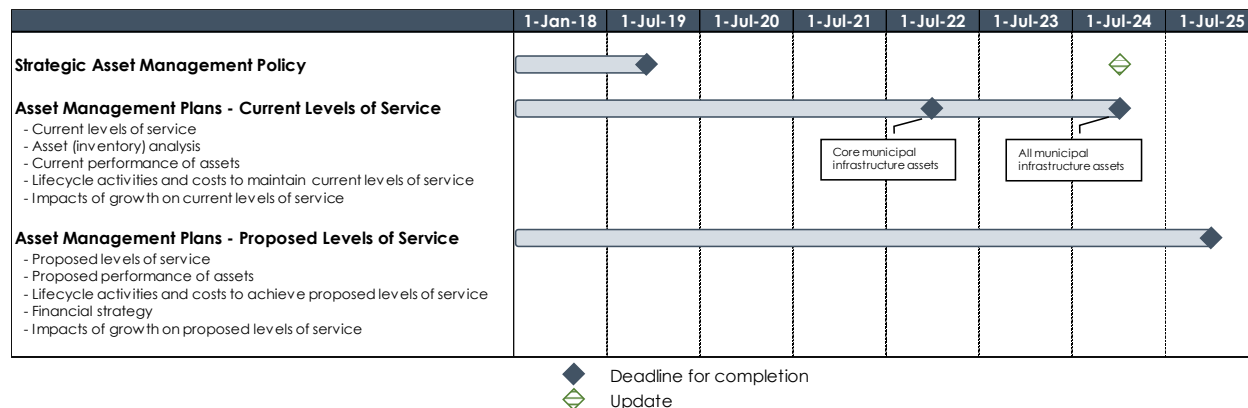 1-Jan-18 1-Jul-19 1-Jul-20 1-Jul-21 1-Jul-22 1-Jul-23 1-Jul-24 1-Jul-25
Strategic Asset Management Policy
Asset Management Plans - Current Levels of Service
- Current levels of service
- Asset (inventory) analysis
- Current performance of assets
- Lifecycle activities and costs to maintain current levels of service
- Impacts of growth on current levels of service
Core municipal
infrastructure assets
All municipal
infrastructure assets
Asset Management Plans - Proposed Levels of Service
- Proposed levels of service
- Proposed performance of assets
- Lifecycle activities and costs to achieve proposed levels of service
- Financial strategy
- Impacts of growth on proposed levels of service
Deadline for completion
Update